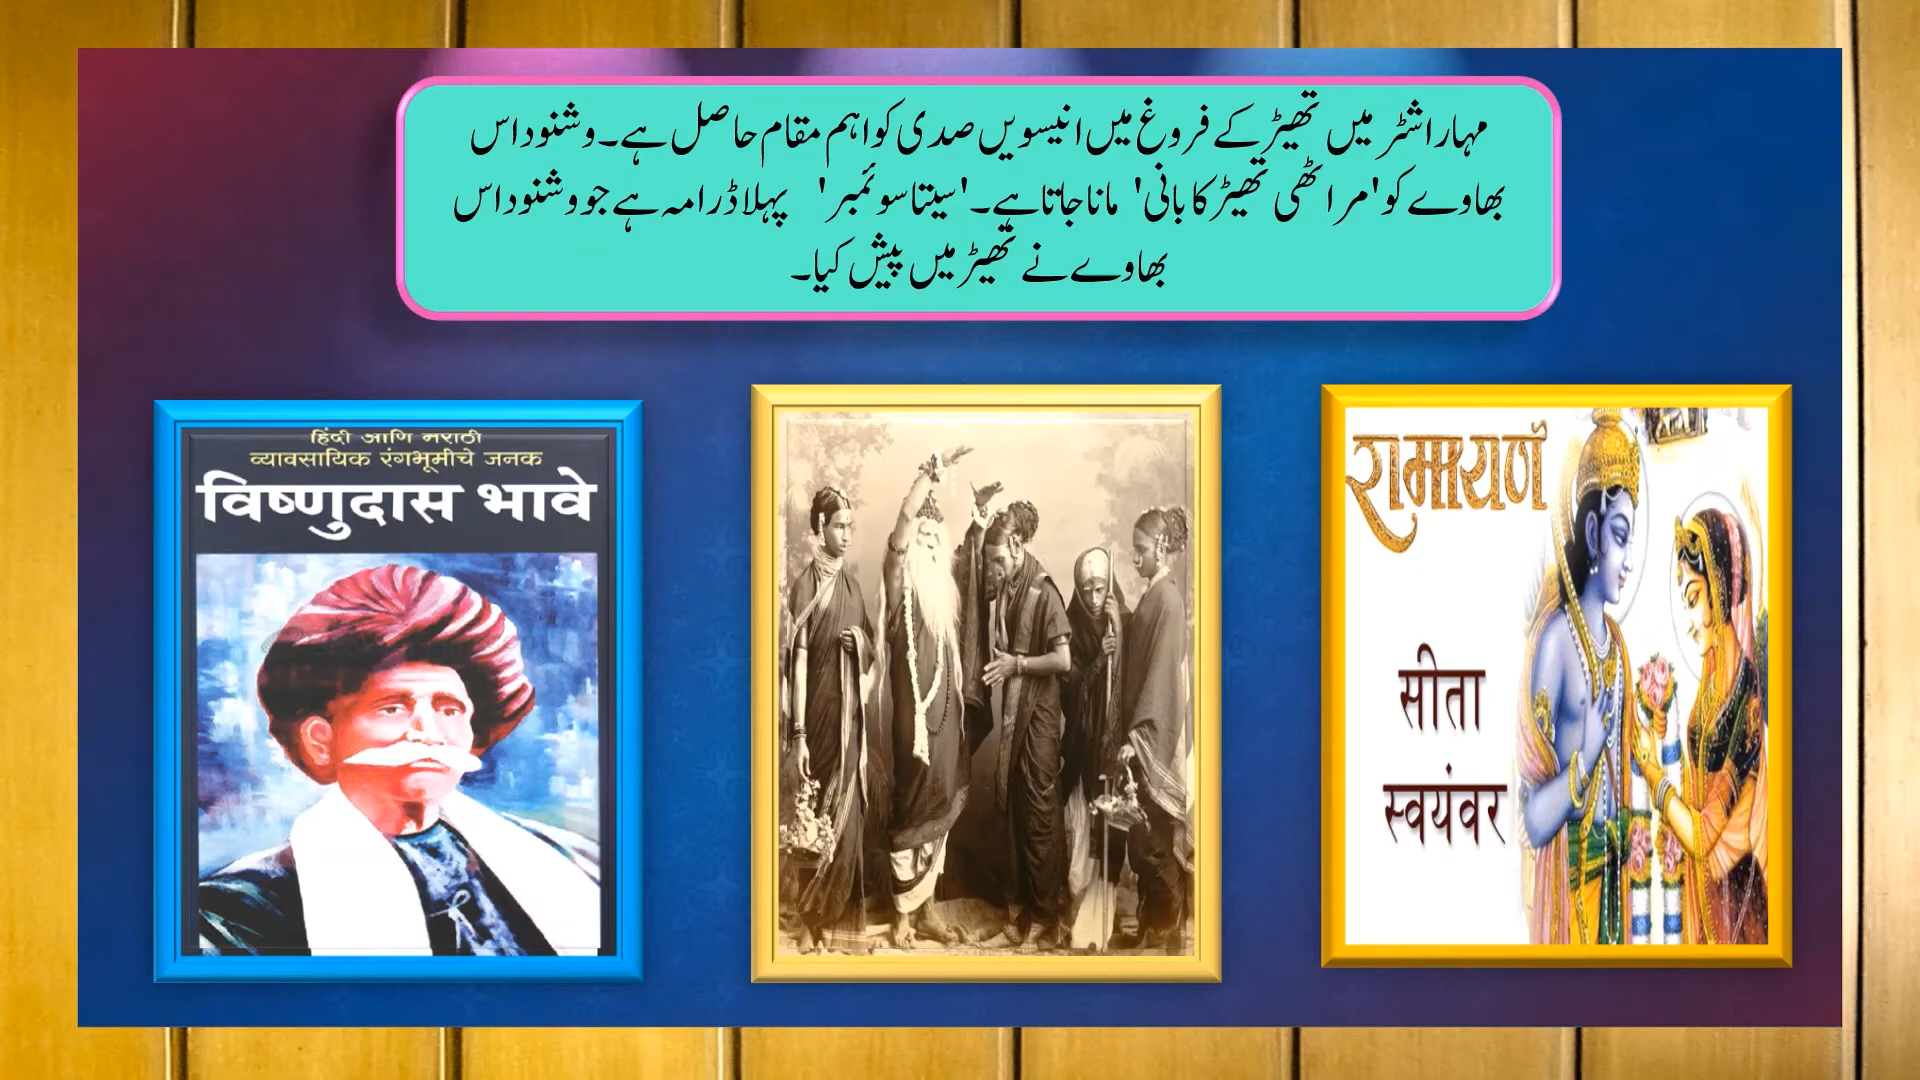 مہاراشٹر میں تھیٹر کے فروغ میں انیسویں صدی کو اہم مقام حاصل ہے۔ وشنوداس
بھاوے کو 'مراٹھی تھیٹر کا بانی' مانا جاتا ہے۔ 'سیتا سوئمبر' پہلا ڈرامہ ہے جو وشنوداس
بھاوے نے تھیٹر میں پیش کیا۔
हिंदी आणि मराठी
व्यावसायिक रंगभूमीचे जनक
विष्णुदास भावे
रामायण
सीता
स्वयंवर